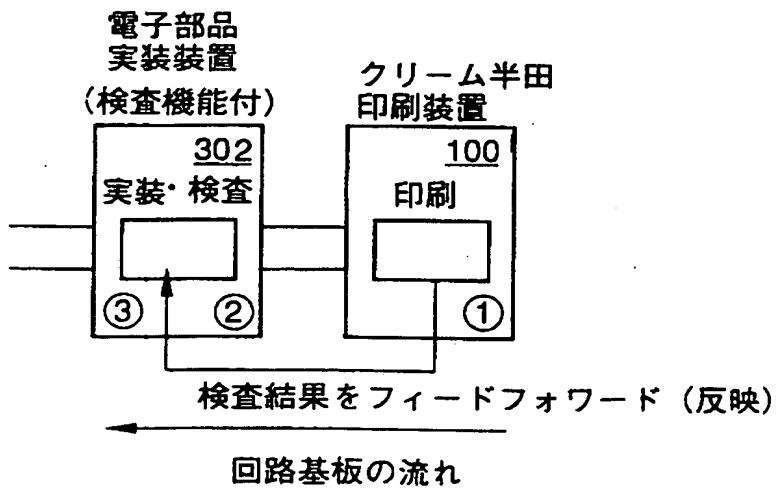 電子部品
実装装置
(検査機能付)
クリーム半田
印刷装置
302
実装・検査
100
印刷
③
②
①
検査結果をフィードフォワード (反映)
回路基板の流れ